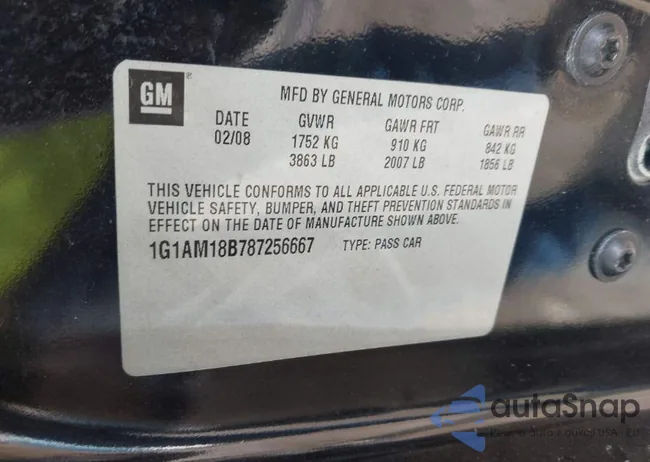 GM ®
MFD BY GENERAL MOTORS CORP.
DATE GVWR GAWR FRT GAWR RR
02/08 1752 KG 910 KG 842 KG
3863 LB 2007 LB 1856 LB
THIS VEHICLE CONFORMS TO ALL APPLICABLE U.S. FEDERAL MOTOR
VEHICLE SAFETY, BUMPER, AND THEFT PREVENTION STANDARDS IN
EFFECT ON THE DATE OF MANUFACTURE SHOWN ABOVE.
1G1AM18B787256667 TYPE: PASS CAR
autoSnap